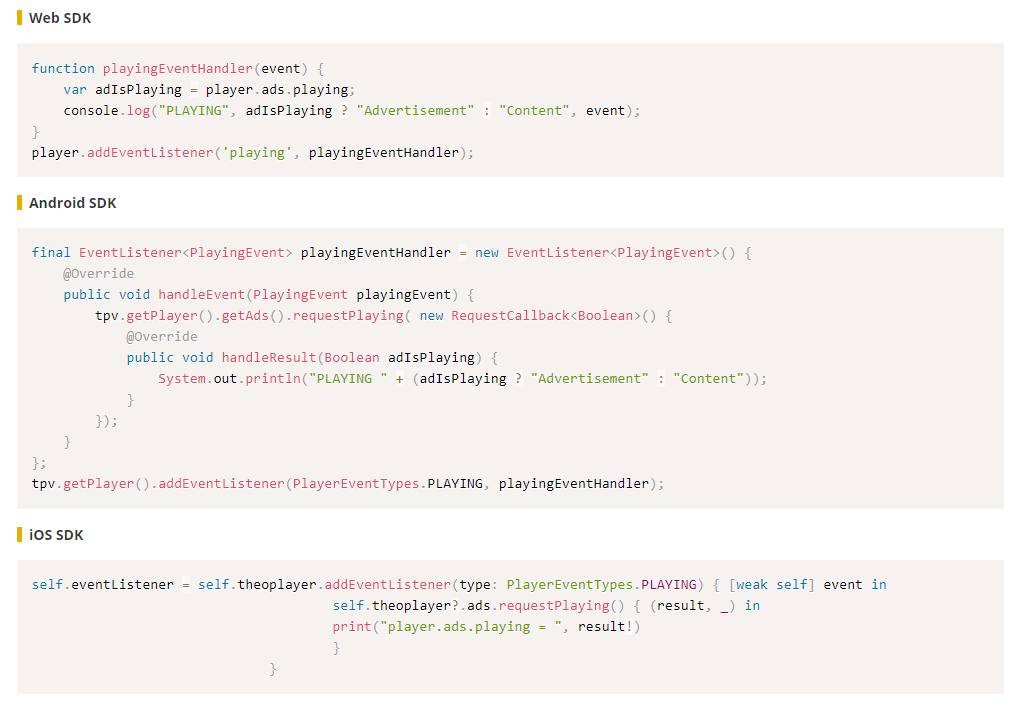 Web SDK
function playingEventHandler(event) {
    var adIsPlaying = player.ads.playing;
    console.log("PLAYING", adIsPlaying ? "Advertisement" : "Content", event);
}
player.addEventListener('playing', playingEventHandler);
Android SDK
final EventListener<PlayingEvent> playingEventHandler = new EventListener<PlayingEvent>() {
    @Override
    public void handleEvent(PlayingEvent playingEvent) {
        tpv.getPlayer().getAds().requestPlaying( new RequestCallback<Boolean>() {
            @Override
            public void handleResult(Boolean adIsPlaying) {
                System.out.println("PLAYING " + (adIsPlaying ? "Advertisement" : "Content"));
            }
        });
    }
};
tpv.getPlayer().addEventListener(PlayerEventTypes.PLAYING, playingEventHandler);
iOS SDK
self.eventListener = self.theoplayer.addEventListener(type: PlayerEventTypes.PLAYING) { [weak self] event in
                                      self.theoplayer?.ads.requestPlaying() { (result, _) in
                                      print("player.ads.playing = ", result!)
                                      }
                              }